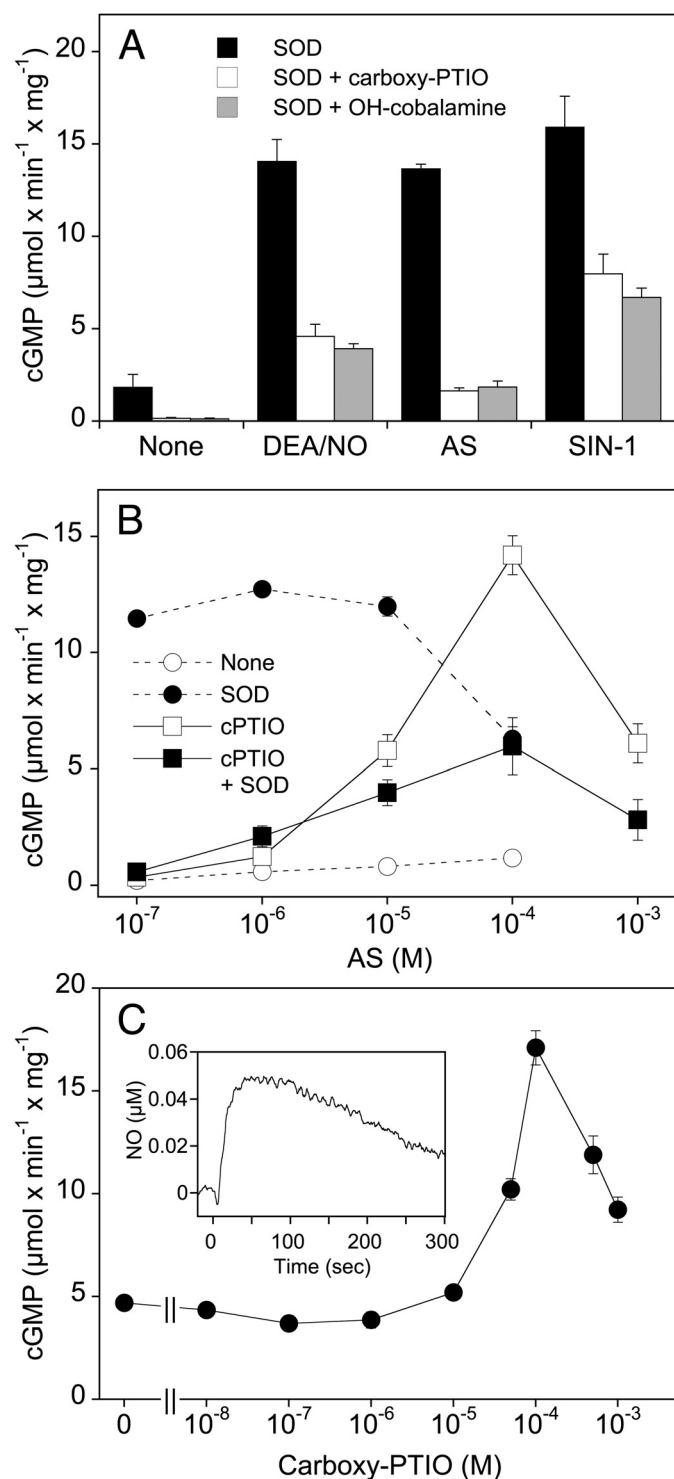 A
SOD
SOD + carboxy-PTIO
SOD + OH-cobalamine
cGMP (µmol x min⁻¹ x mg⁻¹)
20
15
10
5
0
None DEA/NO AS SIN-1
B
cGMP (µmol x min⁻¹ x mg⁻¹)
15
10
5
0
None
SOD
cPTIO
cPTIO
+ SOD
10⁻⁷ 10⁻⁶ 10⁻⁵ 10⁻⁴ 10⁻³
AS (M)
C
cGMP (µmol x min⁻¹ x mg⁻¹)
20
15
10
5
0
NO (µM)
0.06
0.04
0.02
0
0 100 200 300
Time (sec)
0 10⁻⁸ 10⁻⁷ 10⁻⁶ 10⁻⁵ 10⁻⁴ 10⁻³
Carboxy-PTIO (M)